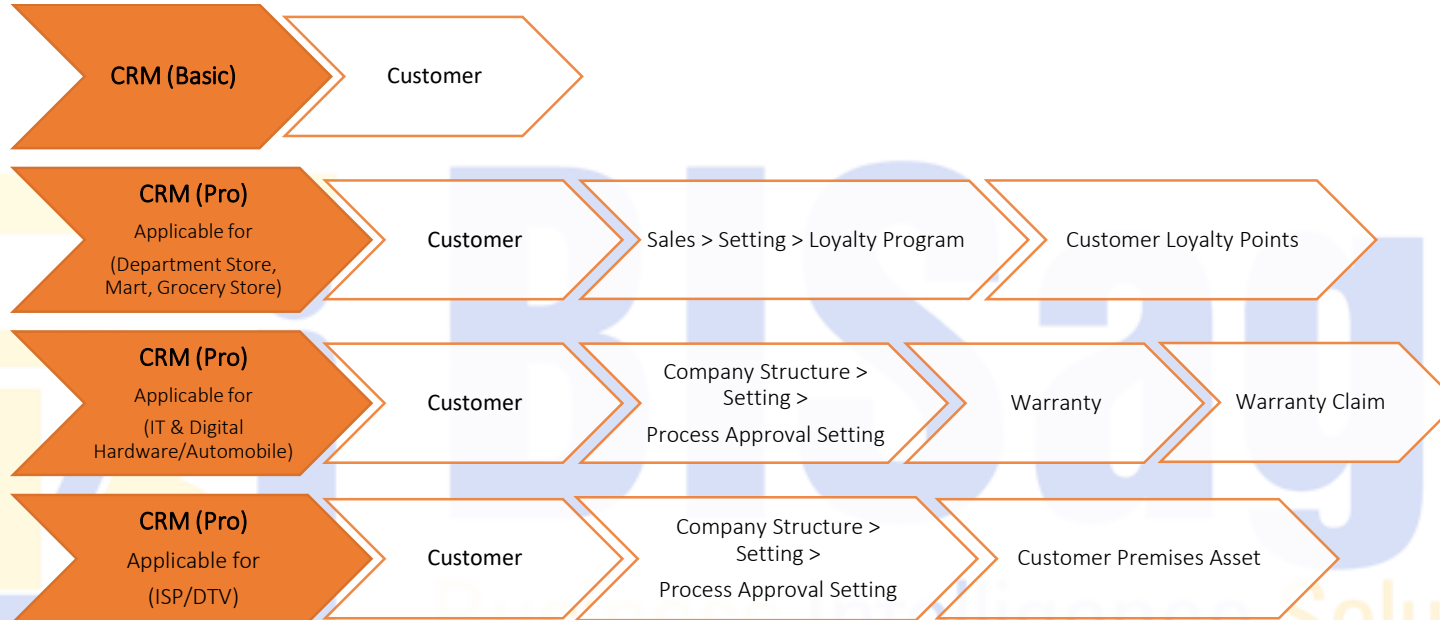 CRM (Basic)
Customer
CRM (Pro)
Applicable for
(Department Store,
Mart, Grocery Store)
Customer
Sales > Setting > Loyalty Program
Customer Loyalty Points
CRM (Pro)
Applicable for
(IT & Digital
Hardware/Automobile)
Customer
Company Structure >
Setting >
Process Approval Setting
Warranty
Warranty Claim
CRM (Pro)
Applicable for
(ISP/DTV)
Customer
Company Structure >
Setting >
Process Approval Setting
Customer Premises Asset
BISag